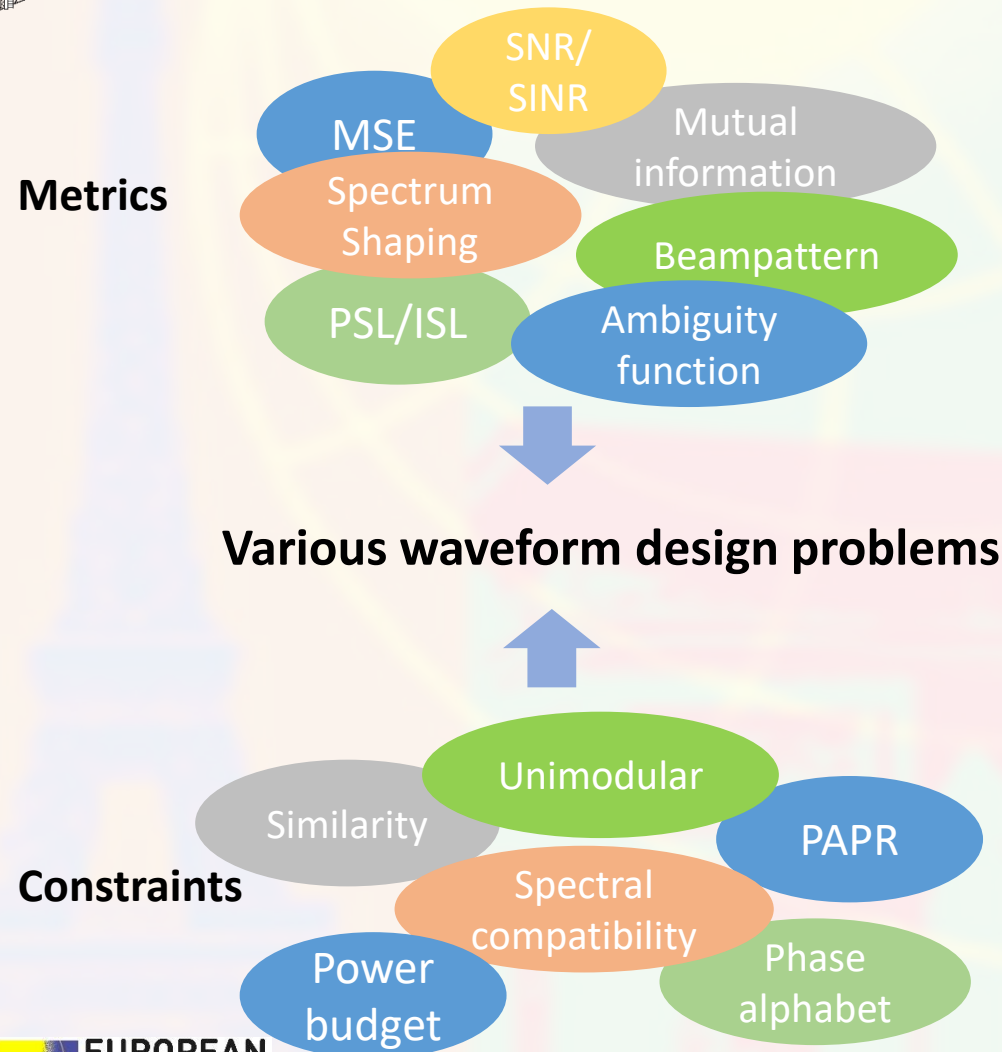 SNR/
SINR
MSE
Mutual
information
Metrics
Spectrum
Shaping
Beampattern
PSL/ISL
Ambiguity
function
Various waveform design problems
Unimodular
Similarity
PAPR
Constraints
Spectral
compatibility
Power
budget
Phase
alphabet
EUROPEAN